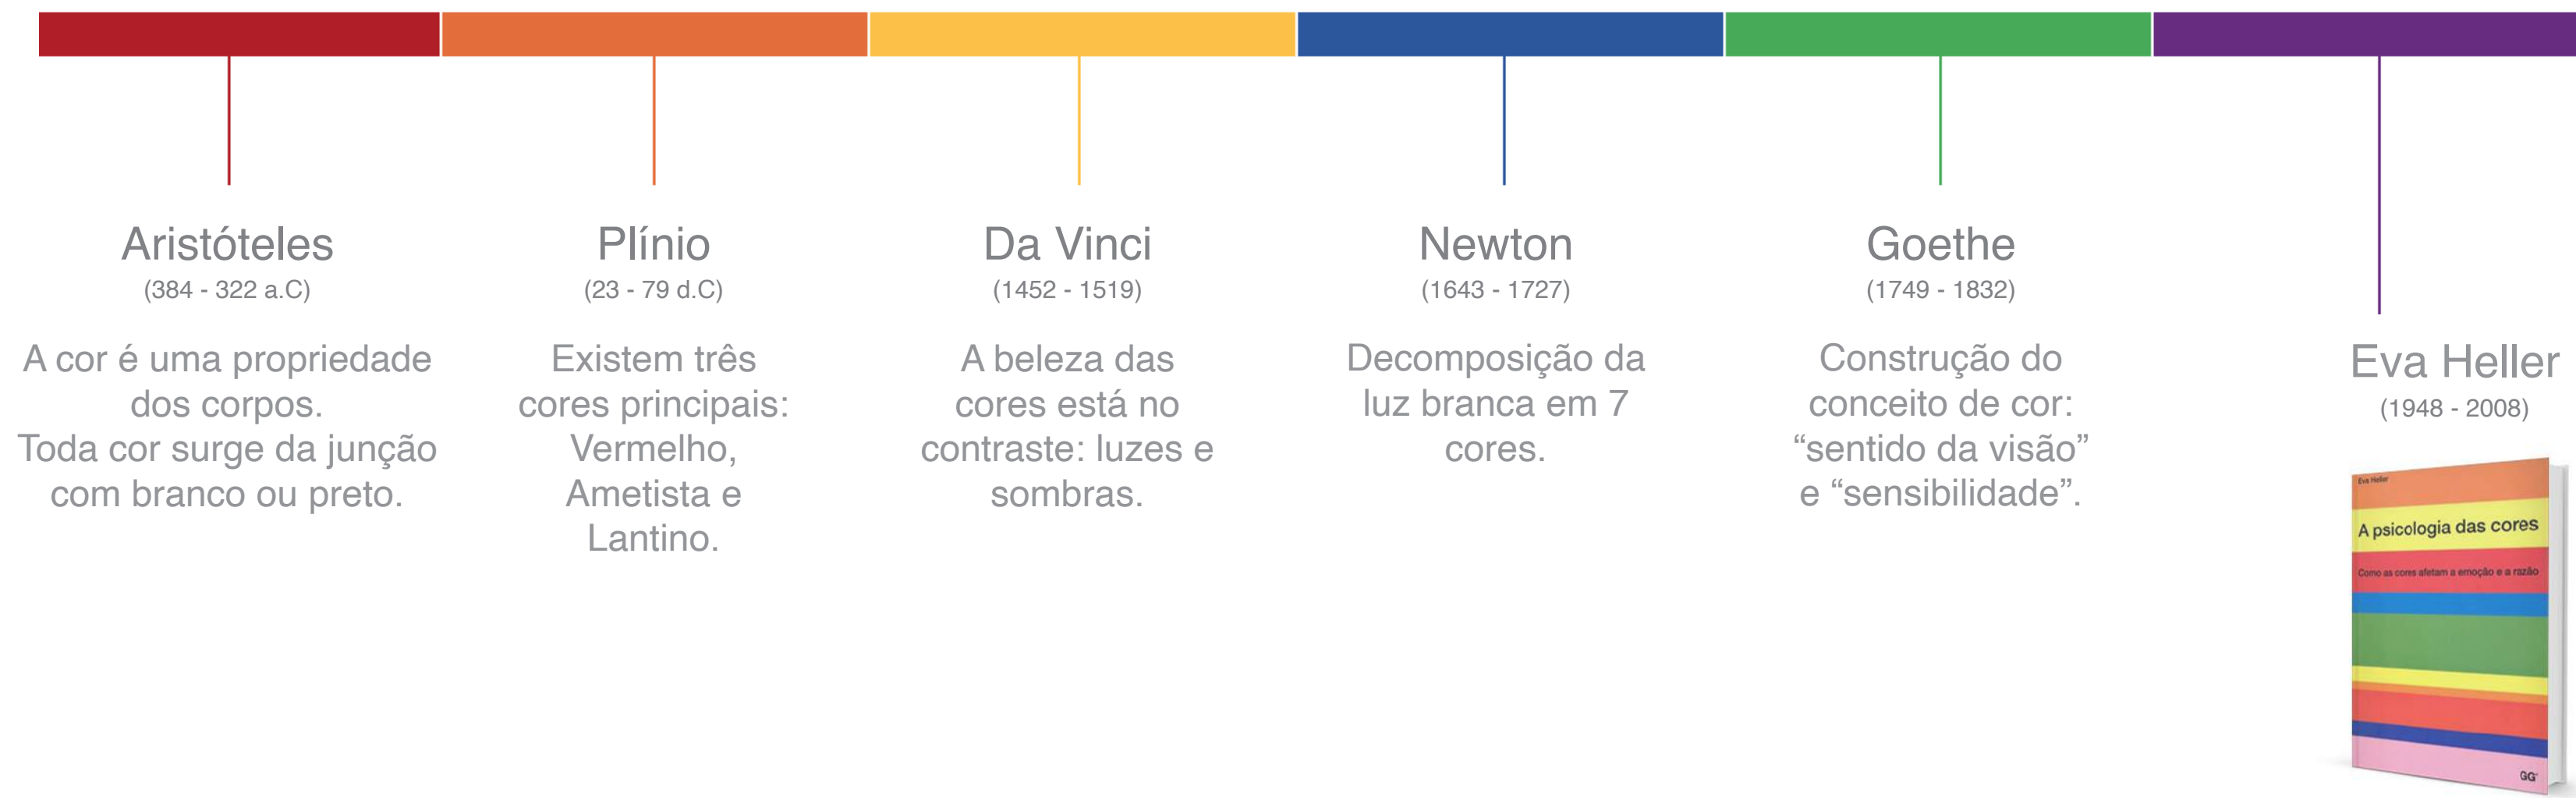 Aristóteles
(384 - 322 a.C)
A cor é uma propriedade
dos corpos.
Toda cor surge da junção
com branco ou preto.
Plínio
(23 - 79 d.C)
Existem três
cores principais:
Vermelho,
Ametista e
Lantino.
Da Vinci
(1452 - 1519)
A beleza das
cores está no
contraste: luzes e
sombras.
Newton
(1643 - 1727)
Decomposição da
luz branca em 7
cores.
Goethe
(1749 - 1832)
Construção do
conceito de cor:
“sentido da visão”
e “sensibilidade”.
Eva Heller
(1948 - 2008)
Eva Heller
A psicologia das cores
Como as cores afetam a emoção e a razão
GG®